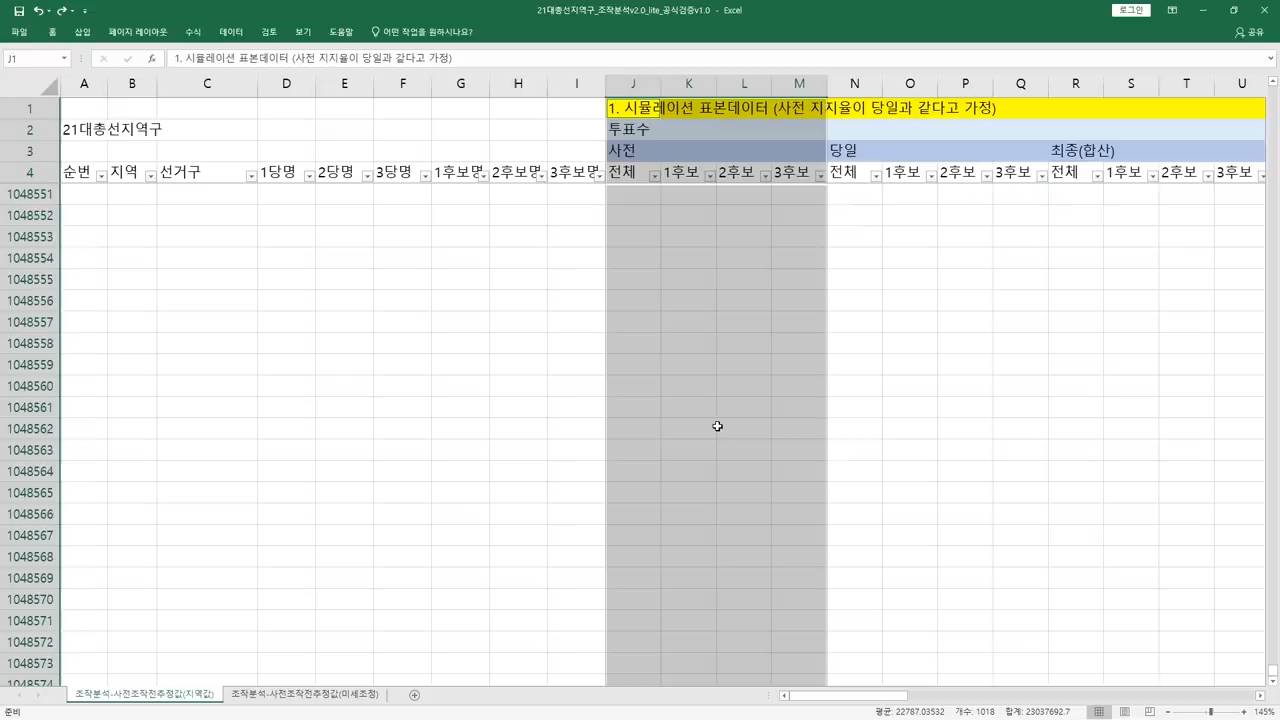 21대총선지역구_조작분석v2.0_lite_공식검증v1.0 - Excel
로그인
파일 홈 삽입 페이지 레이아웃 수식 데이터 검토 보기 도움말 어떤 작업을 원하시나요? 공유
J1 fx 1. 시뮬레이션 표본데이터 (사전 지지율이 당일과 같다고 가정)
A B C D E F G H I J K L M N O P Q R S T U
1 1. 시뮬레이션 표본데이터 (사전 지지율이 당일과 같다고 가정)
2 21대총선지역구 투표수
3 사전 당일 최종(합산)
4 순번 지역 선거구 1당명 2당명 3당명 1후보명 2후보명 3후보명 전체 1후보 2후보 3후보 전체 1후보 2후보 3후보 전체 1후보 2후보 3후보
1048551
1048552
1048553
1048554
1048555
1048556
1048557
1048558
1048559
1048560
1048561
1048562
1048563
1048564
1048565
1048566
1048567
1048568
1048569
1048570
1048571
1048572
1048573
1048574
조작분석-사전조작전추정값(지역값) 조작분석-사전조작전추정값(미세조정)
준비 평균: 22787.03532 개수: 1018 합계: 23037692.7 145%